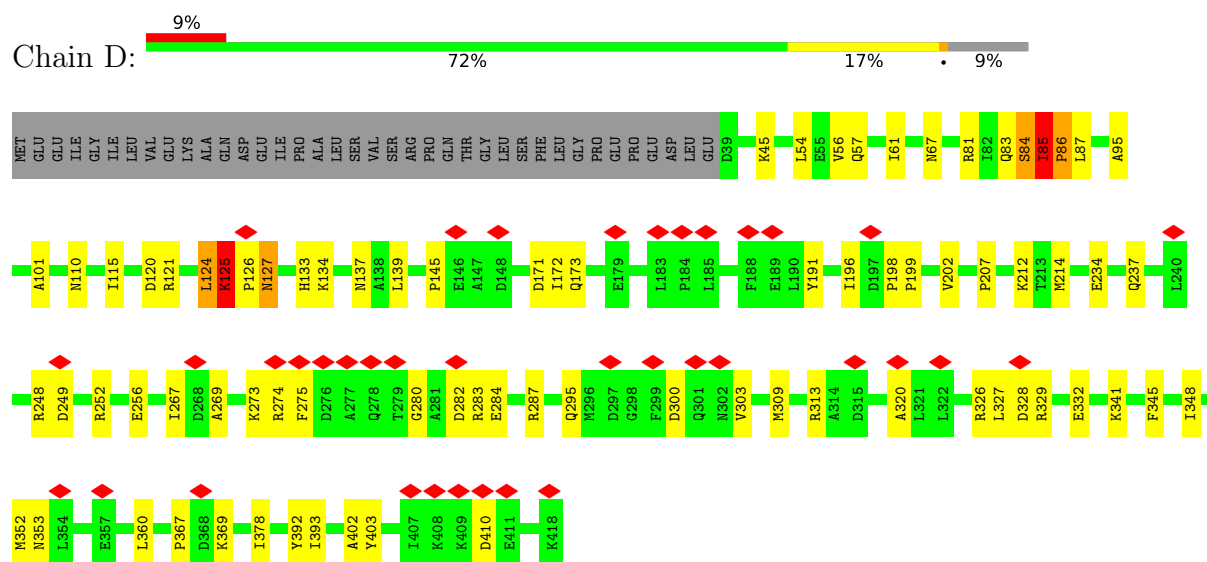 9%
Chain D:
72% 17% • 9%
MET GLU GLU ILE GLY ILE LEU VAL GLU LYS ALA GLN ASP GLU ILE PRO ALA LEU SER VAL SER ARG PRO GLN THR GLY LEU SER PHE LEU GLY PRO GLU PRO GLU ASP LEU GLU D39 K45 L54 E55 V56 Q57 I61 N67 R81 I82 Q83 S84 I85 P86 L87 A95
A101 N110 I115 D120 R121 L124 K125 P126 N127 H133 K134 N137 A138 L139 P145 E146 A147 D148 D171 I172 Q173 E179 L183 P184 L185 F188 E189 L190 Y191 I196 D197 P198 P199 V202 P207 K212 T213 M214 E234 Q237 L240
R248 D249 R252 E256 I267 D268 A269 K273 R274 F275 D276 A277 Q278 T279 G280 A281 D282 R283 E284 R287 Q295 M296 D297 G298 F299 D300 Q301 N302 V303 M309 R313 A314 D315 A320 L321 L322 R326 L327 D328 R329 E332 K341 F345 I348
M352 N353 L354 E357 L360 P367 D368 K369 I378 Y392 I393 A402 Y403 I407 K408 K409 D410 E411 K418